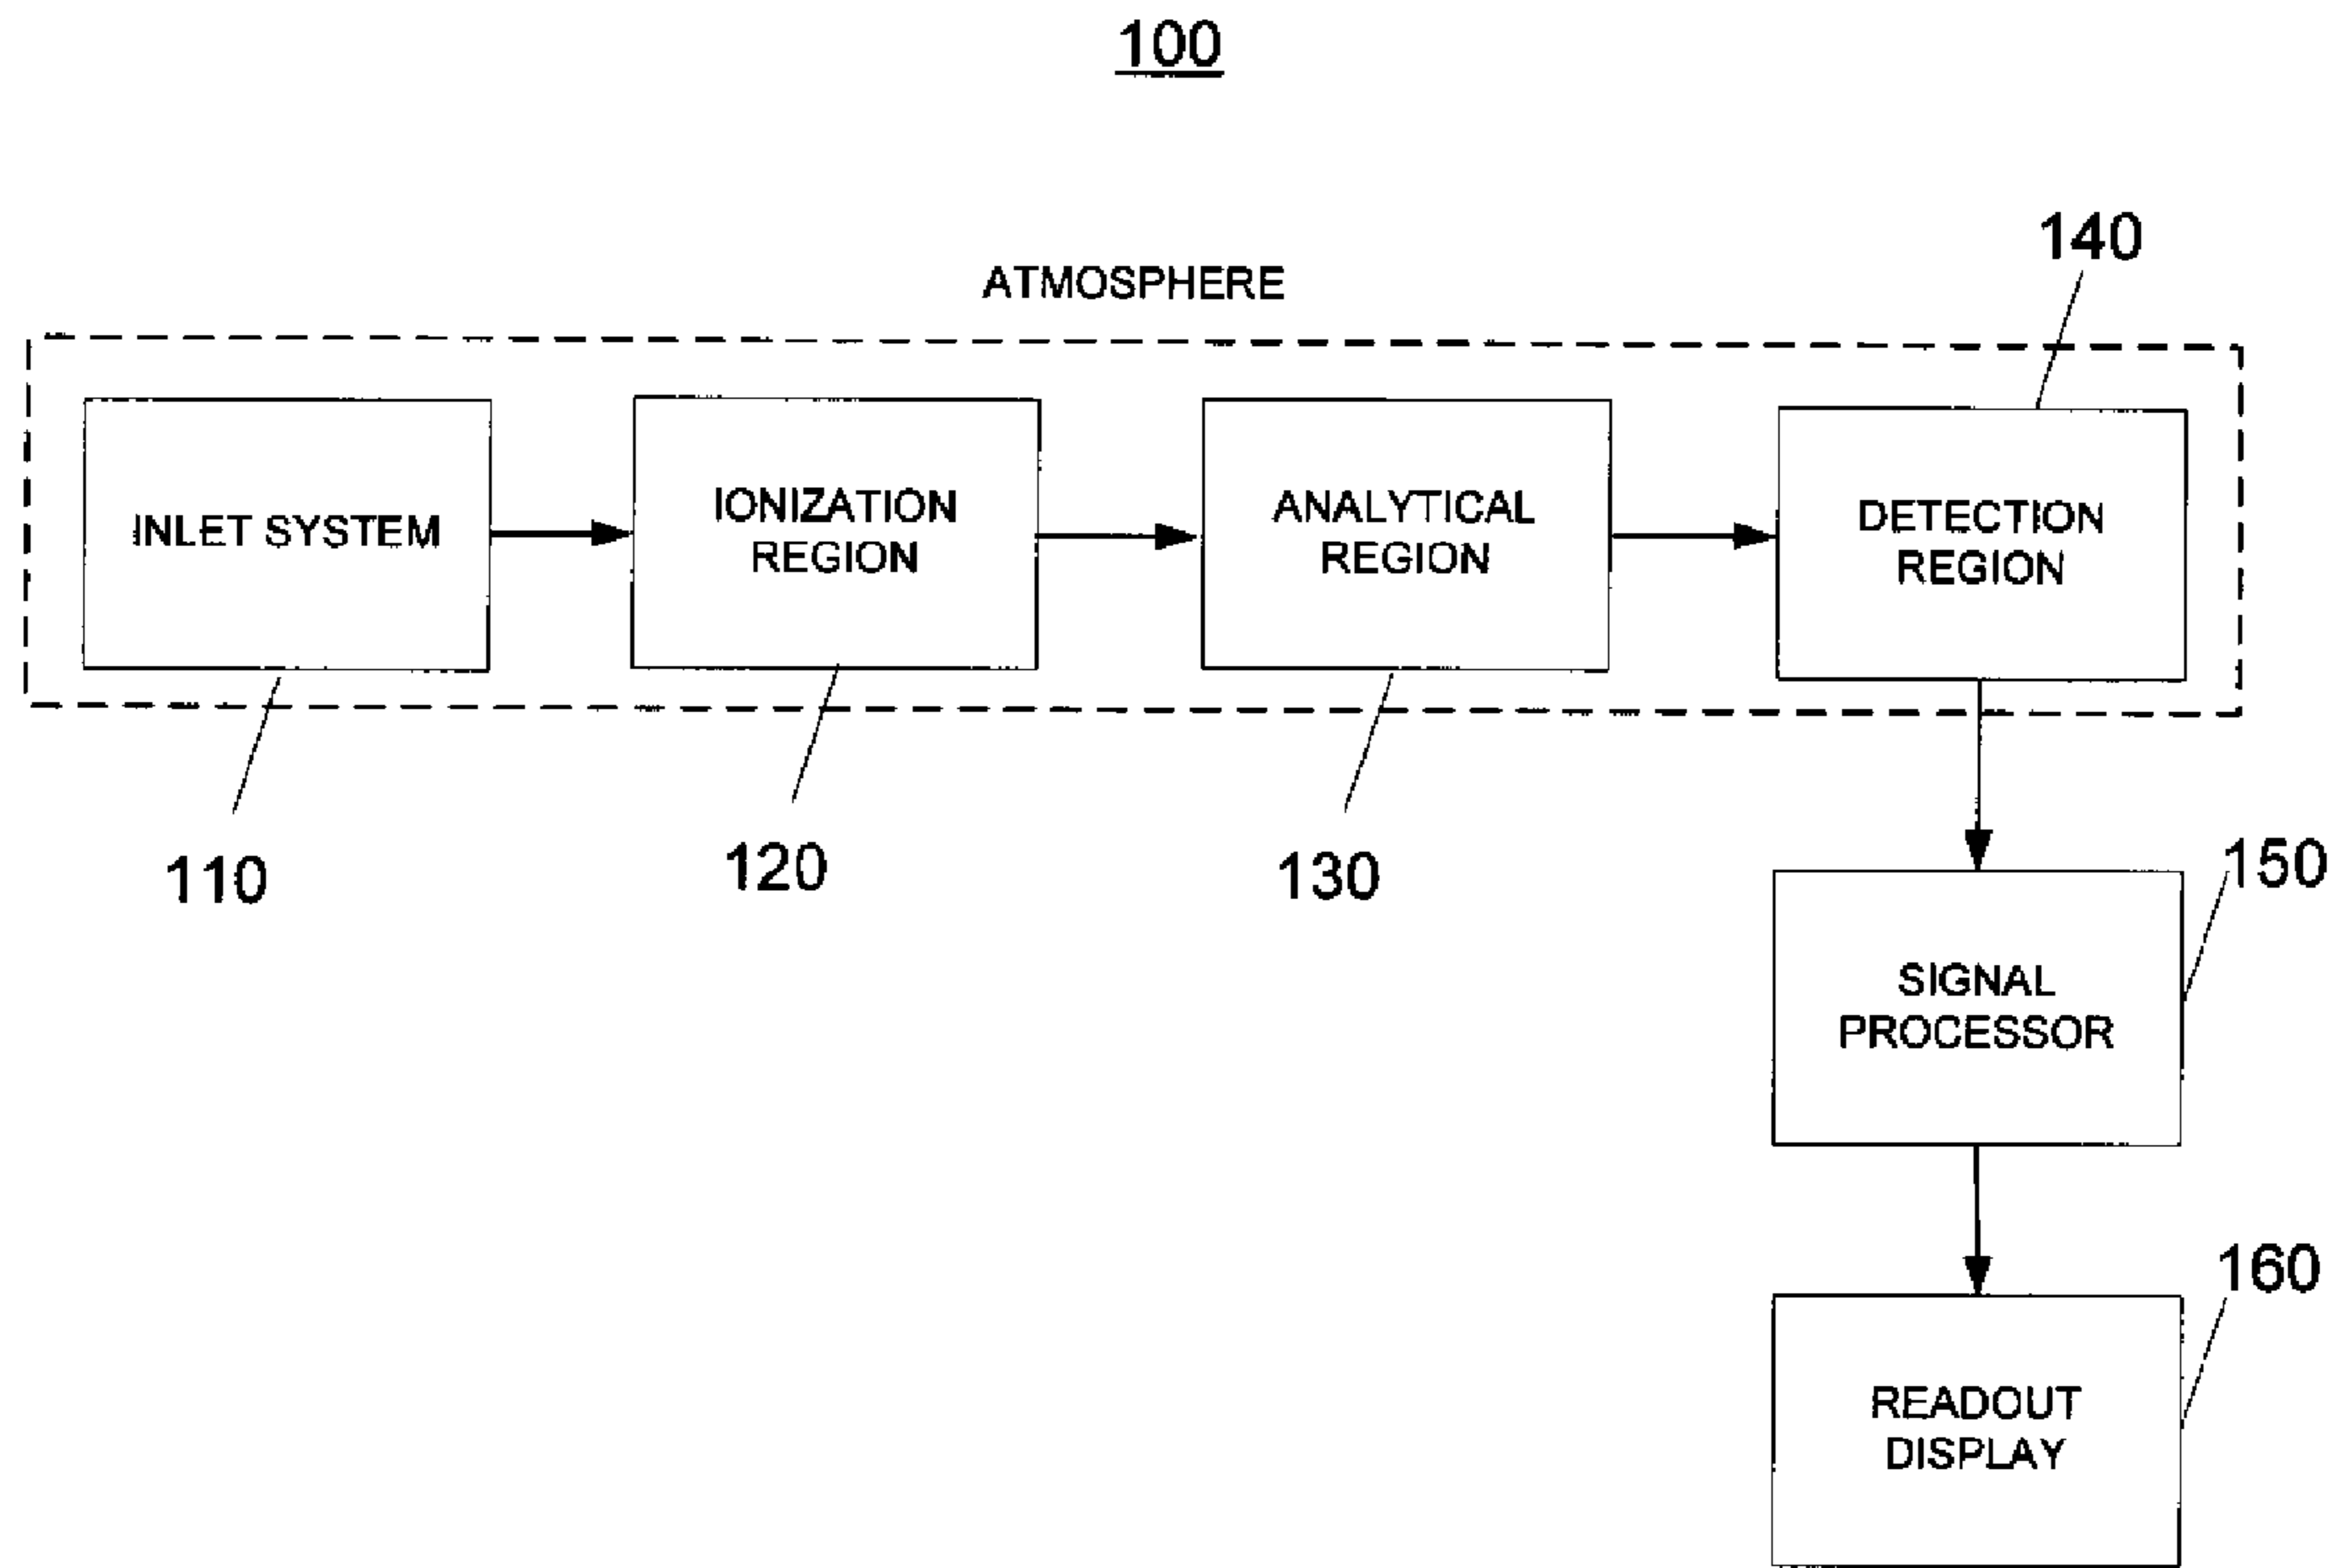 100
ATMOSPHERE
140
INLET SYSTEM
IONIZATION
REGION
ANALYTICAL
REGION
DETECTION
REGION
110
120
130
150
SIGNAL
PROCESSOR
160
READOUT
DISPLAY